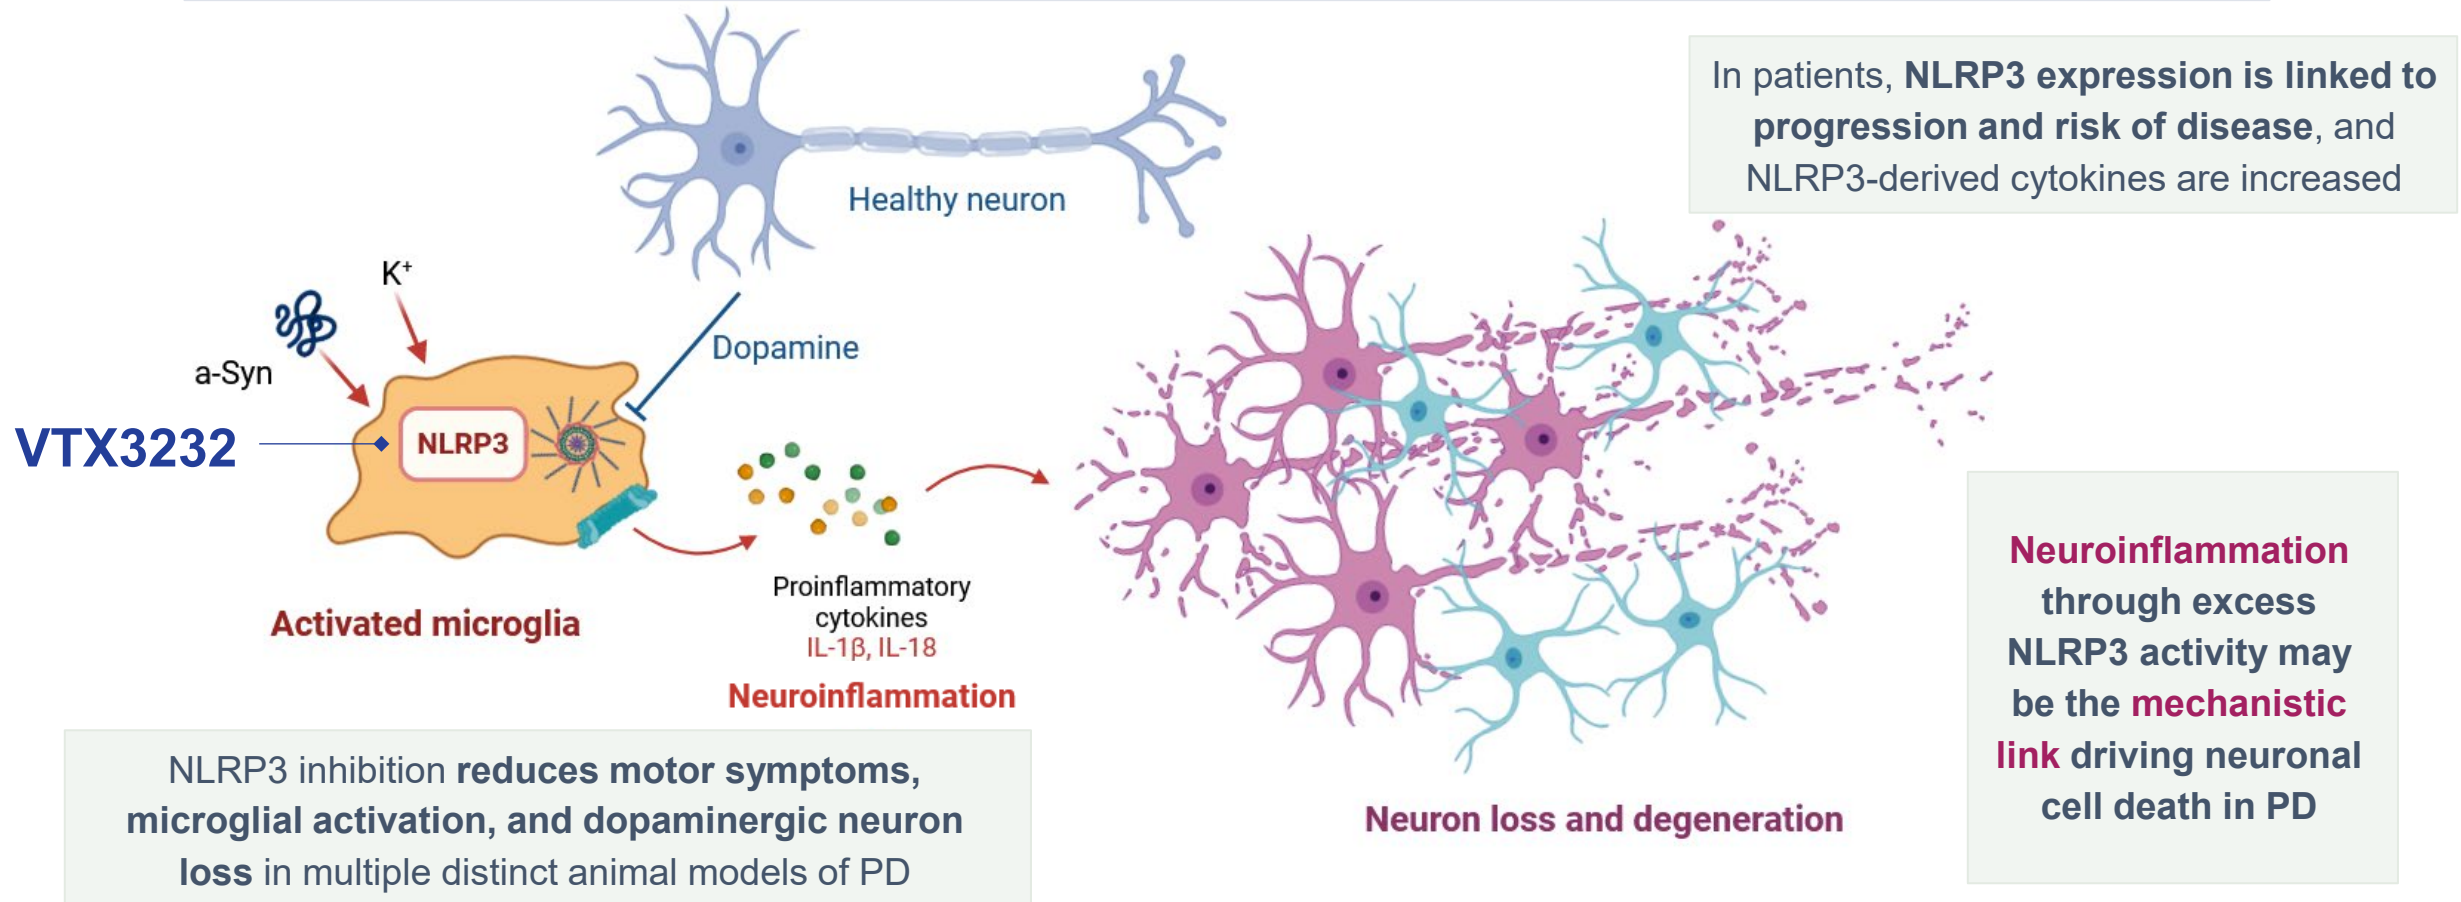 In patients, NLRP3 expression is linked to
progression and risk of disease, and
NLRP3-derived cytokines are increased
Healthy neuron
K⁺
a-Syn
Dopamine
VTX3232
NLRP3
Activated microglia
Proinflammatory
cytokines
IL-1β, IL-18
Neuroinflammation
NLRP3 inhibition reduces motor symptoms,
microglial activation, and dopaminergic neuron
loss in multiple distinct animal models of PD
Neuron loss and degeneration
Neuroinflammation
through excess
NLRP3 activity may
be the mechanistic
link driving neuronal
cell death in PD